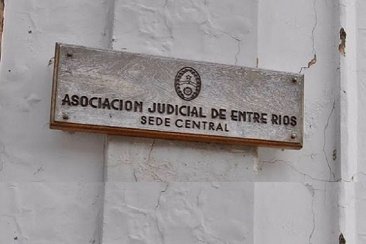 ASOCIACION JUDICIAL DE ENTRE RIOS
SEDE CENTRAL